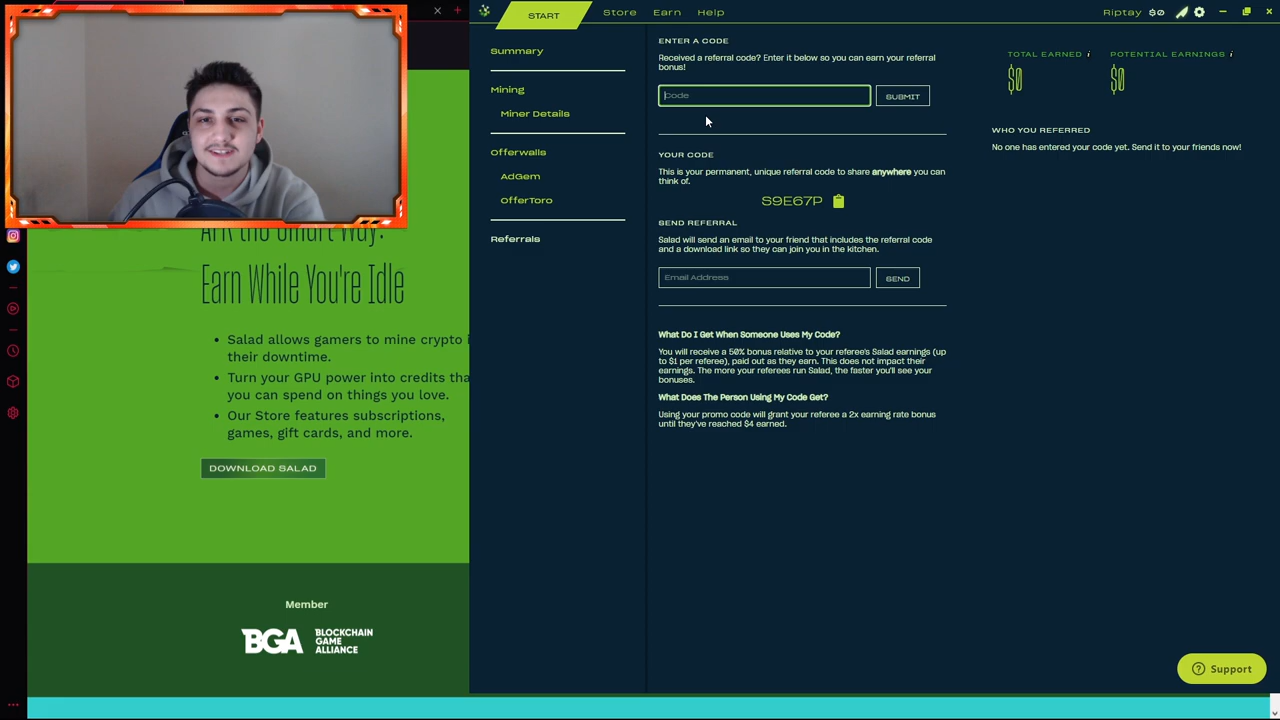 START
Store
Earn
Help
Riptay
$0
Summary
Mining
Miner Details
Offerwalls
AdGem
OfferToro
Referrals
ENTER A CODE
Received a referral code? Enter it below so you can earn your referral
bonus!
Code
SUBMIT
YOUR CODE
This is your permanent, unique referral code to share anywhere you can
think of.
S9E67P
SEND REFERRAL
Salad will send an email to your friend that includes the referral code
and a download link so they can join you in the kitchen.
Email Address
SEND
What Do I Get When Someone Uses My Code?
You will receive a 50% bonus relative to your referee's Salad earnings (up
to $1 per referee), paid out as they earn. This does not impact their
earnings. The more your referees run Salad, the faster you'll see your
bonuses.
What Does The Person Using My Code Get?
Using your promo code will grant your referee a 2x earning rate bonus
until they've reached $4 earned.
TOTAL EARNED i
$0
POTENTIAL EARNINGS i
$0
WHO YOU REFERRED
No one has entered your code yet. Send it to your friends now!
Support
Earn While You're Idle
Salad allows gamers to mine crypto
their downtime.
Turn your GPU power into credits
you can spend on things you love.
Our Store features subscriptions,
games, gift cards, and more.
DOWNLOAD SALAD
Member
BGA
BLOCKCHAIN
GAME
ALLIANCE